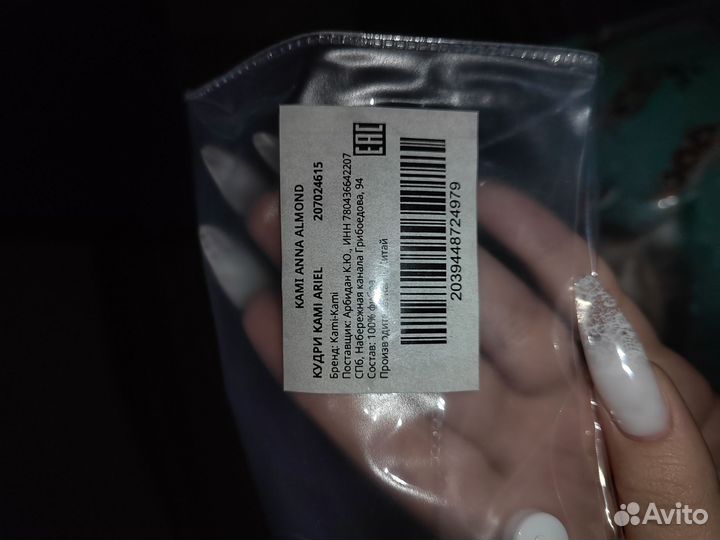 KAMI ANNA ALMOND
КУДРИ KAMI ARIEL 207024615
Бренд: Kami-Kami
Поставщик: Арбидан К.Ю., ИНН 780436642207
СПб, Набережная канала Грибоедова, 94
Состав: 100%
Китай
EAC
2039448724979
Avito